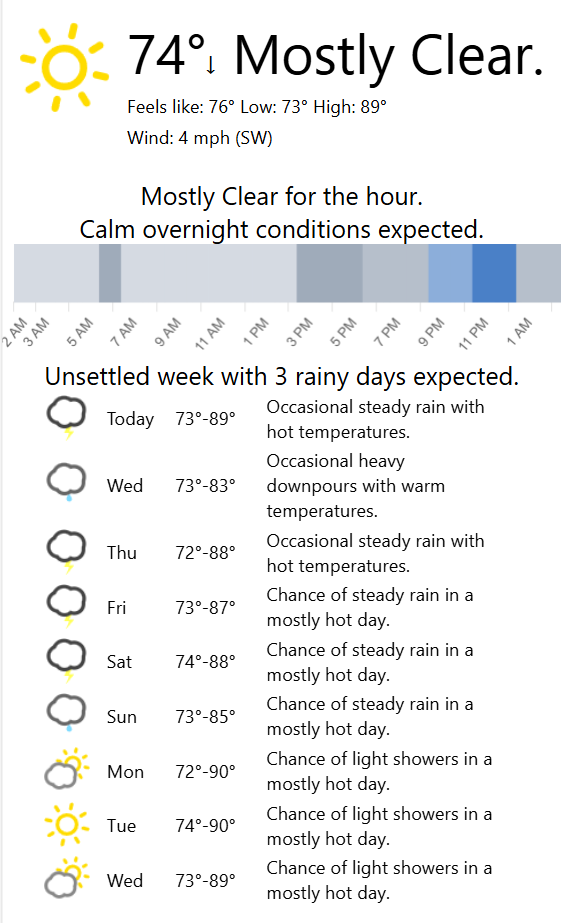 74°↓ Mostly Clear.
Feels like: 76° Low: 73° High: 89°
Wind: 4 mph (SW)
Mostly Clear for the hour.
Calm overnight conditions expected.
2 AM 3 AM 5 AM 7 AM 9 AM 11 AM 1 PM 3 PM 5 PM 7 PM 9 PM 11 PM 1 AM
Unsettled week with 3 rainy days expected.
Today 73°-89° Occasional steady rain with
hot temperatures.
Wed 73°-83° Occasional heavy
downpours with warm
temperatures.
Thu 72°-88° Occasional steady rain with
hot temperatures.
Fri 73°-87° Chance of steady rain in a
mostly hot day.
Sat 74°-88° Chance of steady rain in a
mostly hot day.
Sun 73°-85° Chance of steady rain in a
mostly hot day.
Mon 72°-90° Chance of light showers in a
mostly hot day.
Tue 74°-90° Chance of light showers in a
mostly hot day.
Wed 73°-89° Chance of light showers in a
mostly hot day.